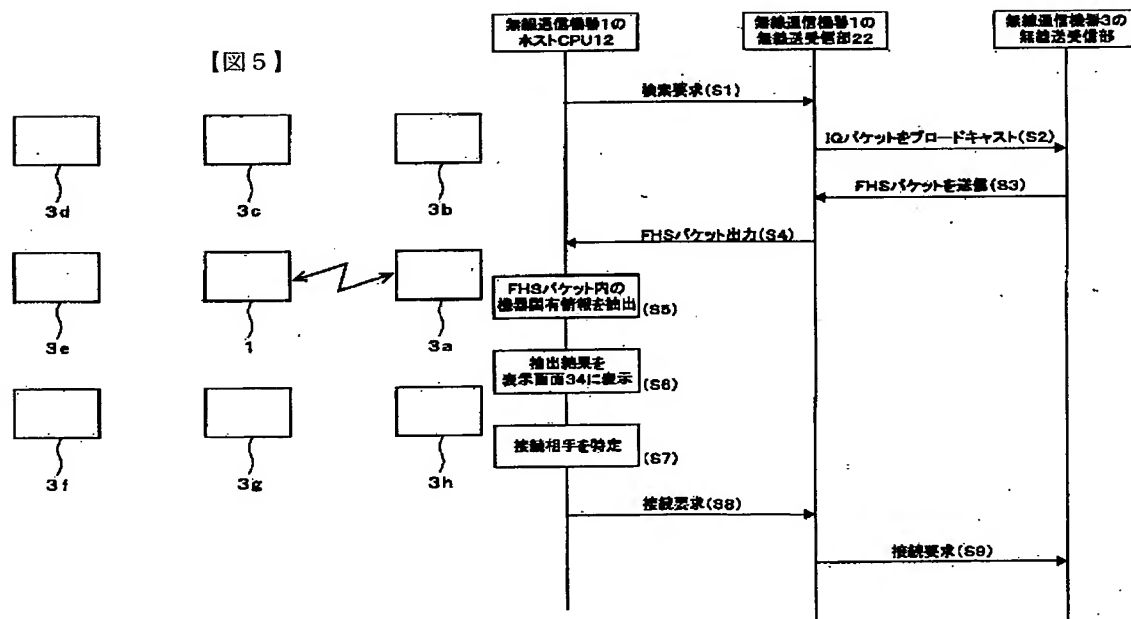 【図5】
3d
3c
3b
3e
1
3a
3f
3g
3h
無線通信機器1の
ホストCPU12
無線通信機器1の
無線送受信部22
無線通信機器3の
無線送受信部
検索要求(S1)
IQパケットをブロードキャスト(S2)
FHSパケットを送信(S3)
FHSパケット出力(S4)
FHSパケット内の
機器固有情報を抽出
(S5)
抽出結果を
表示画面34に表示
(S6)
接続相手を特定
(S7)
接続要求(S8)
接続要求(S9)